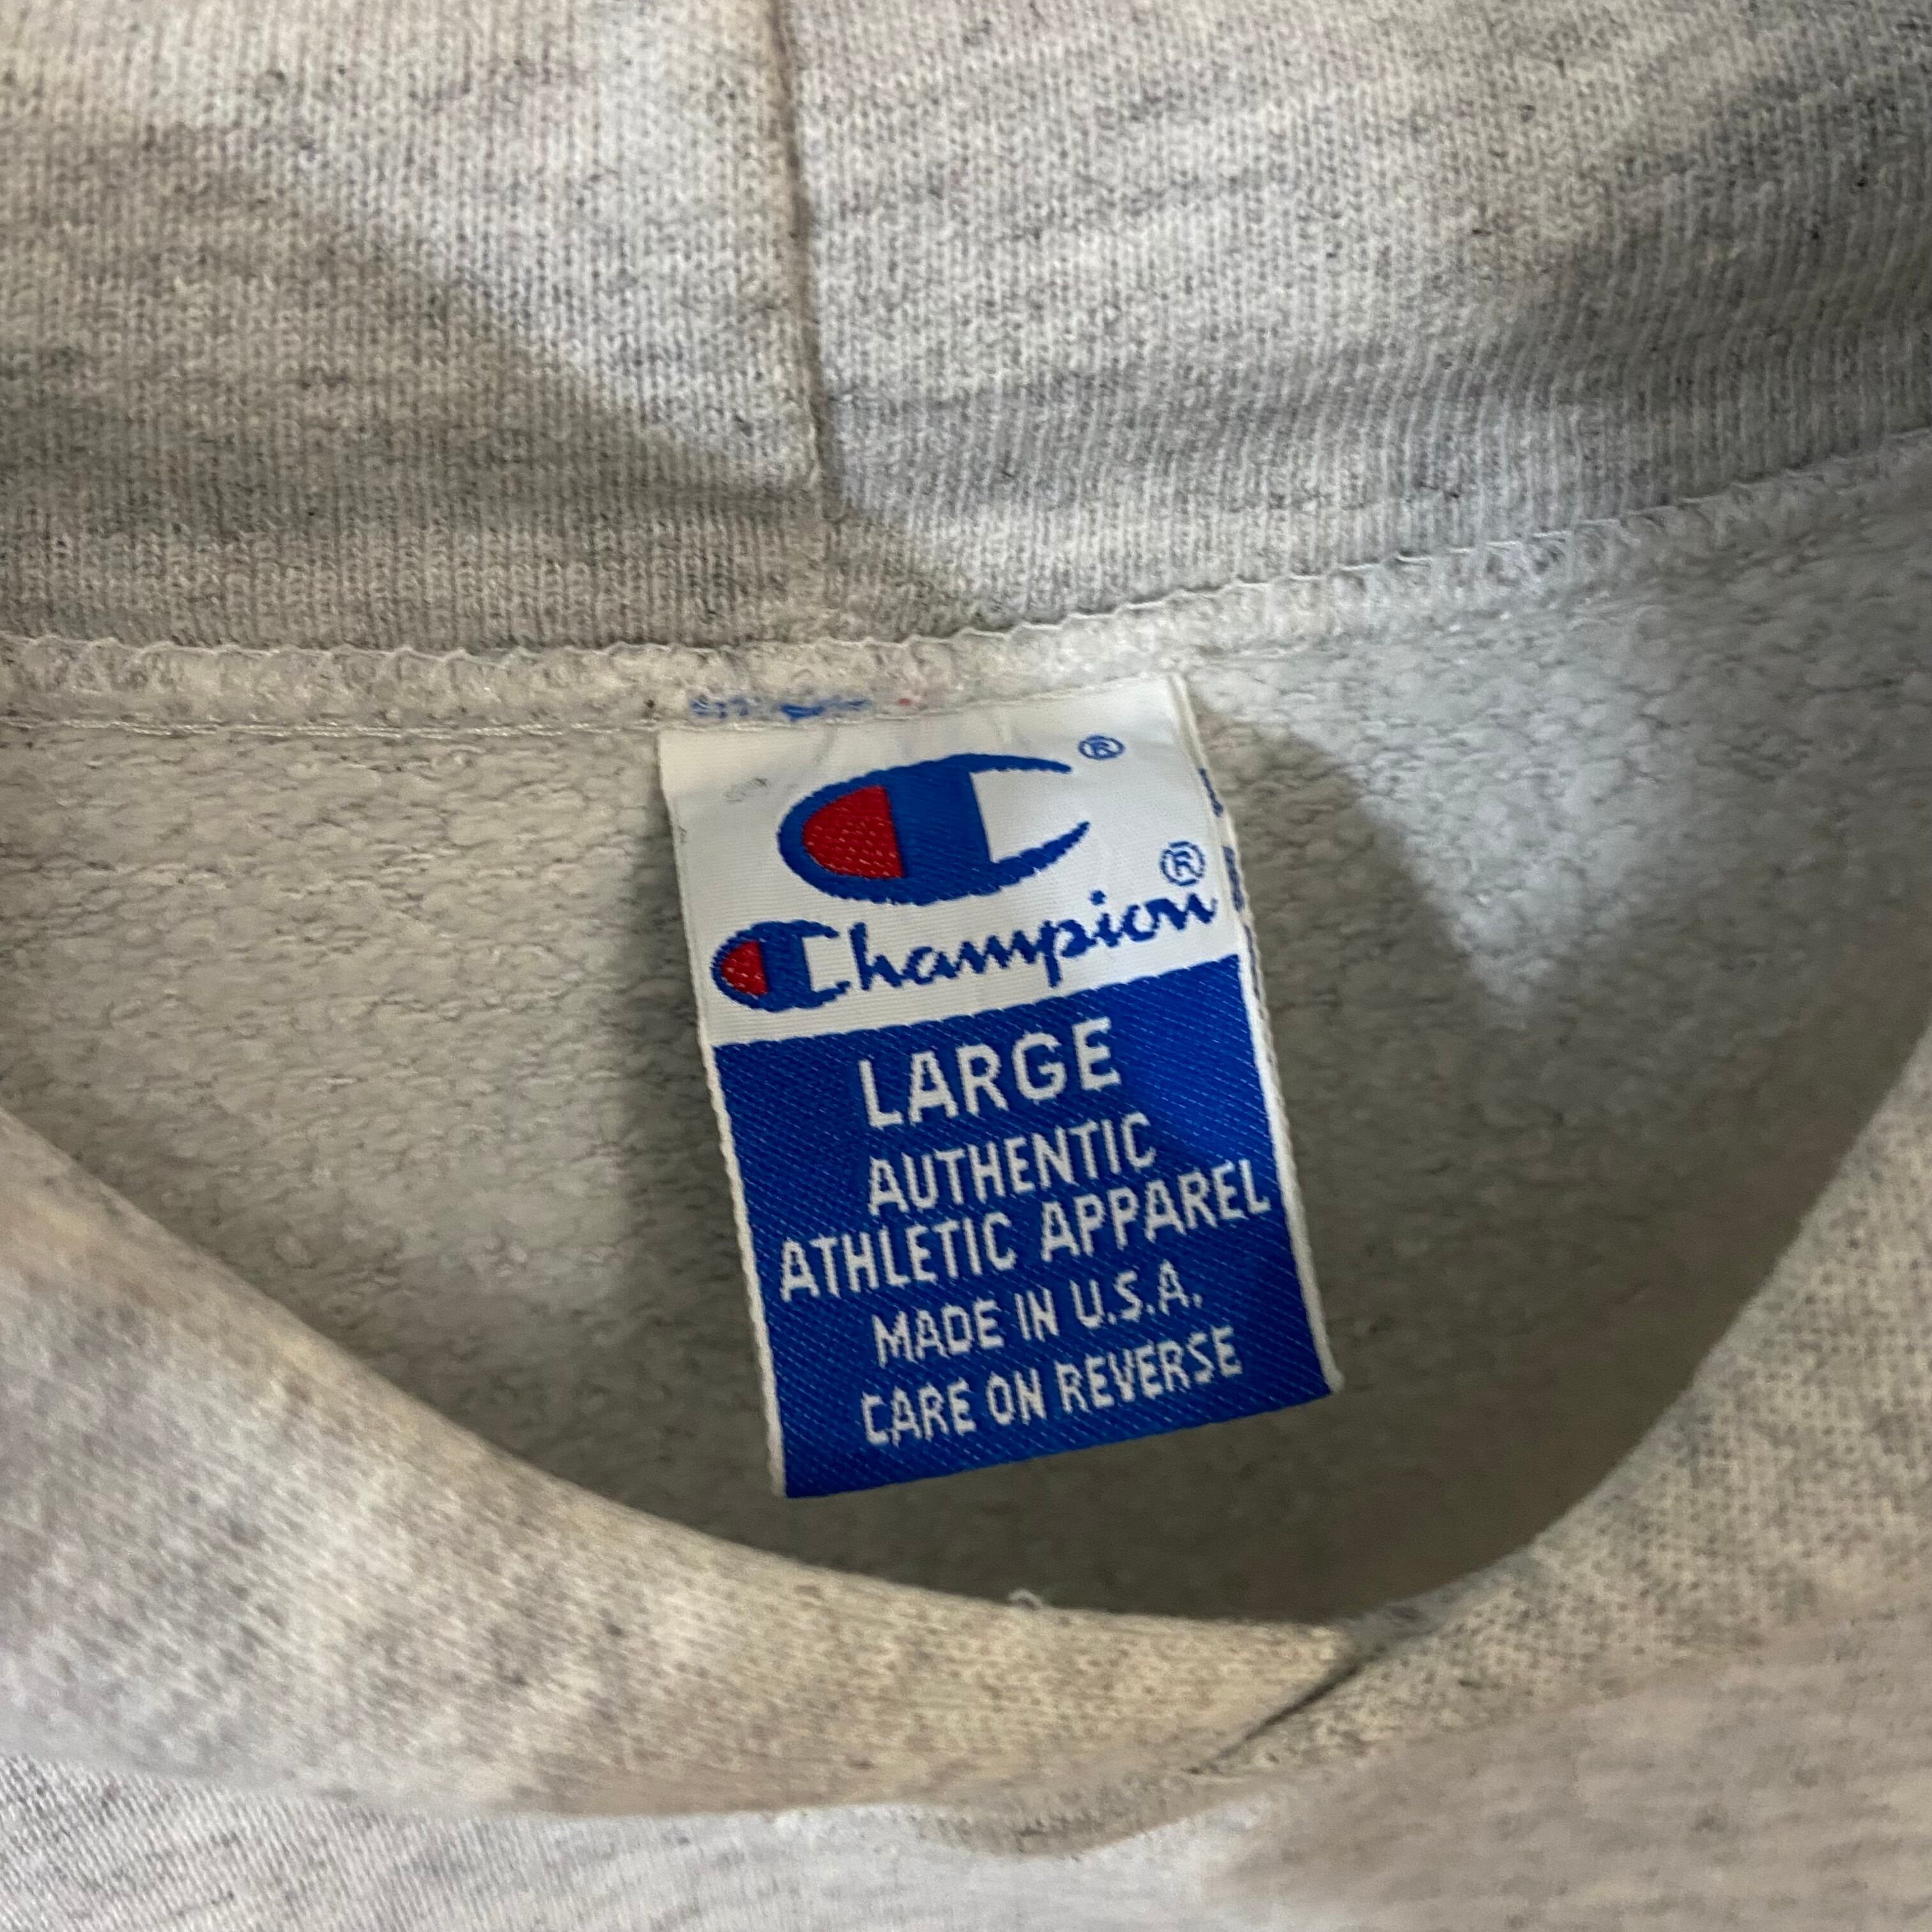 ®
®
Champion
LARGE
AUTHENTIC
ATHLETIC APPAREL
MADE IN U.S.A.
CARE ON REVERSE